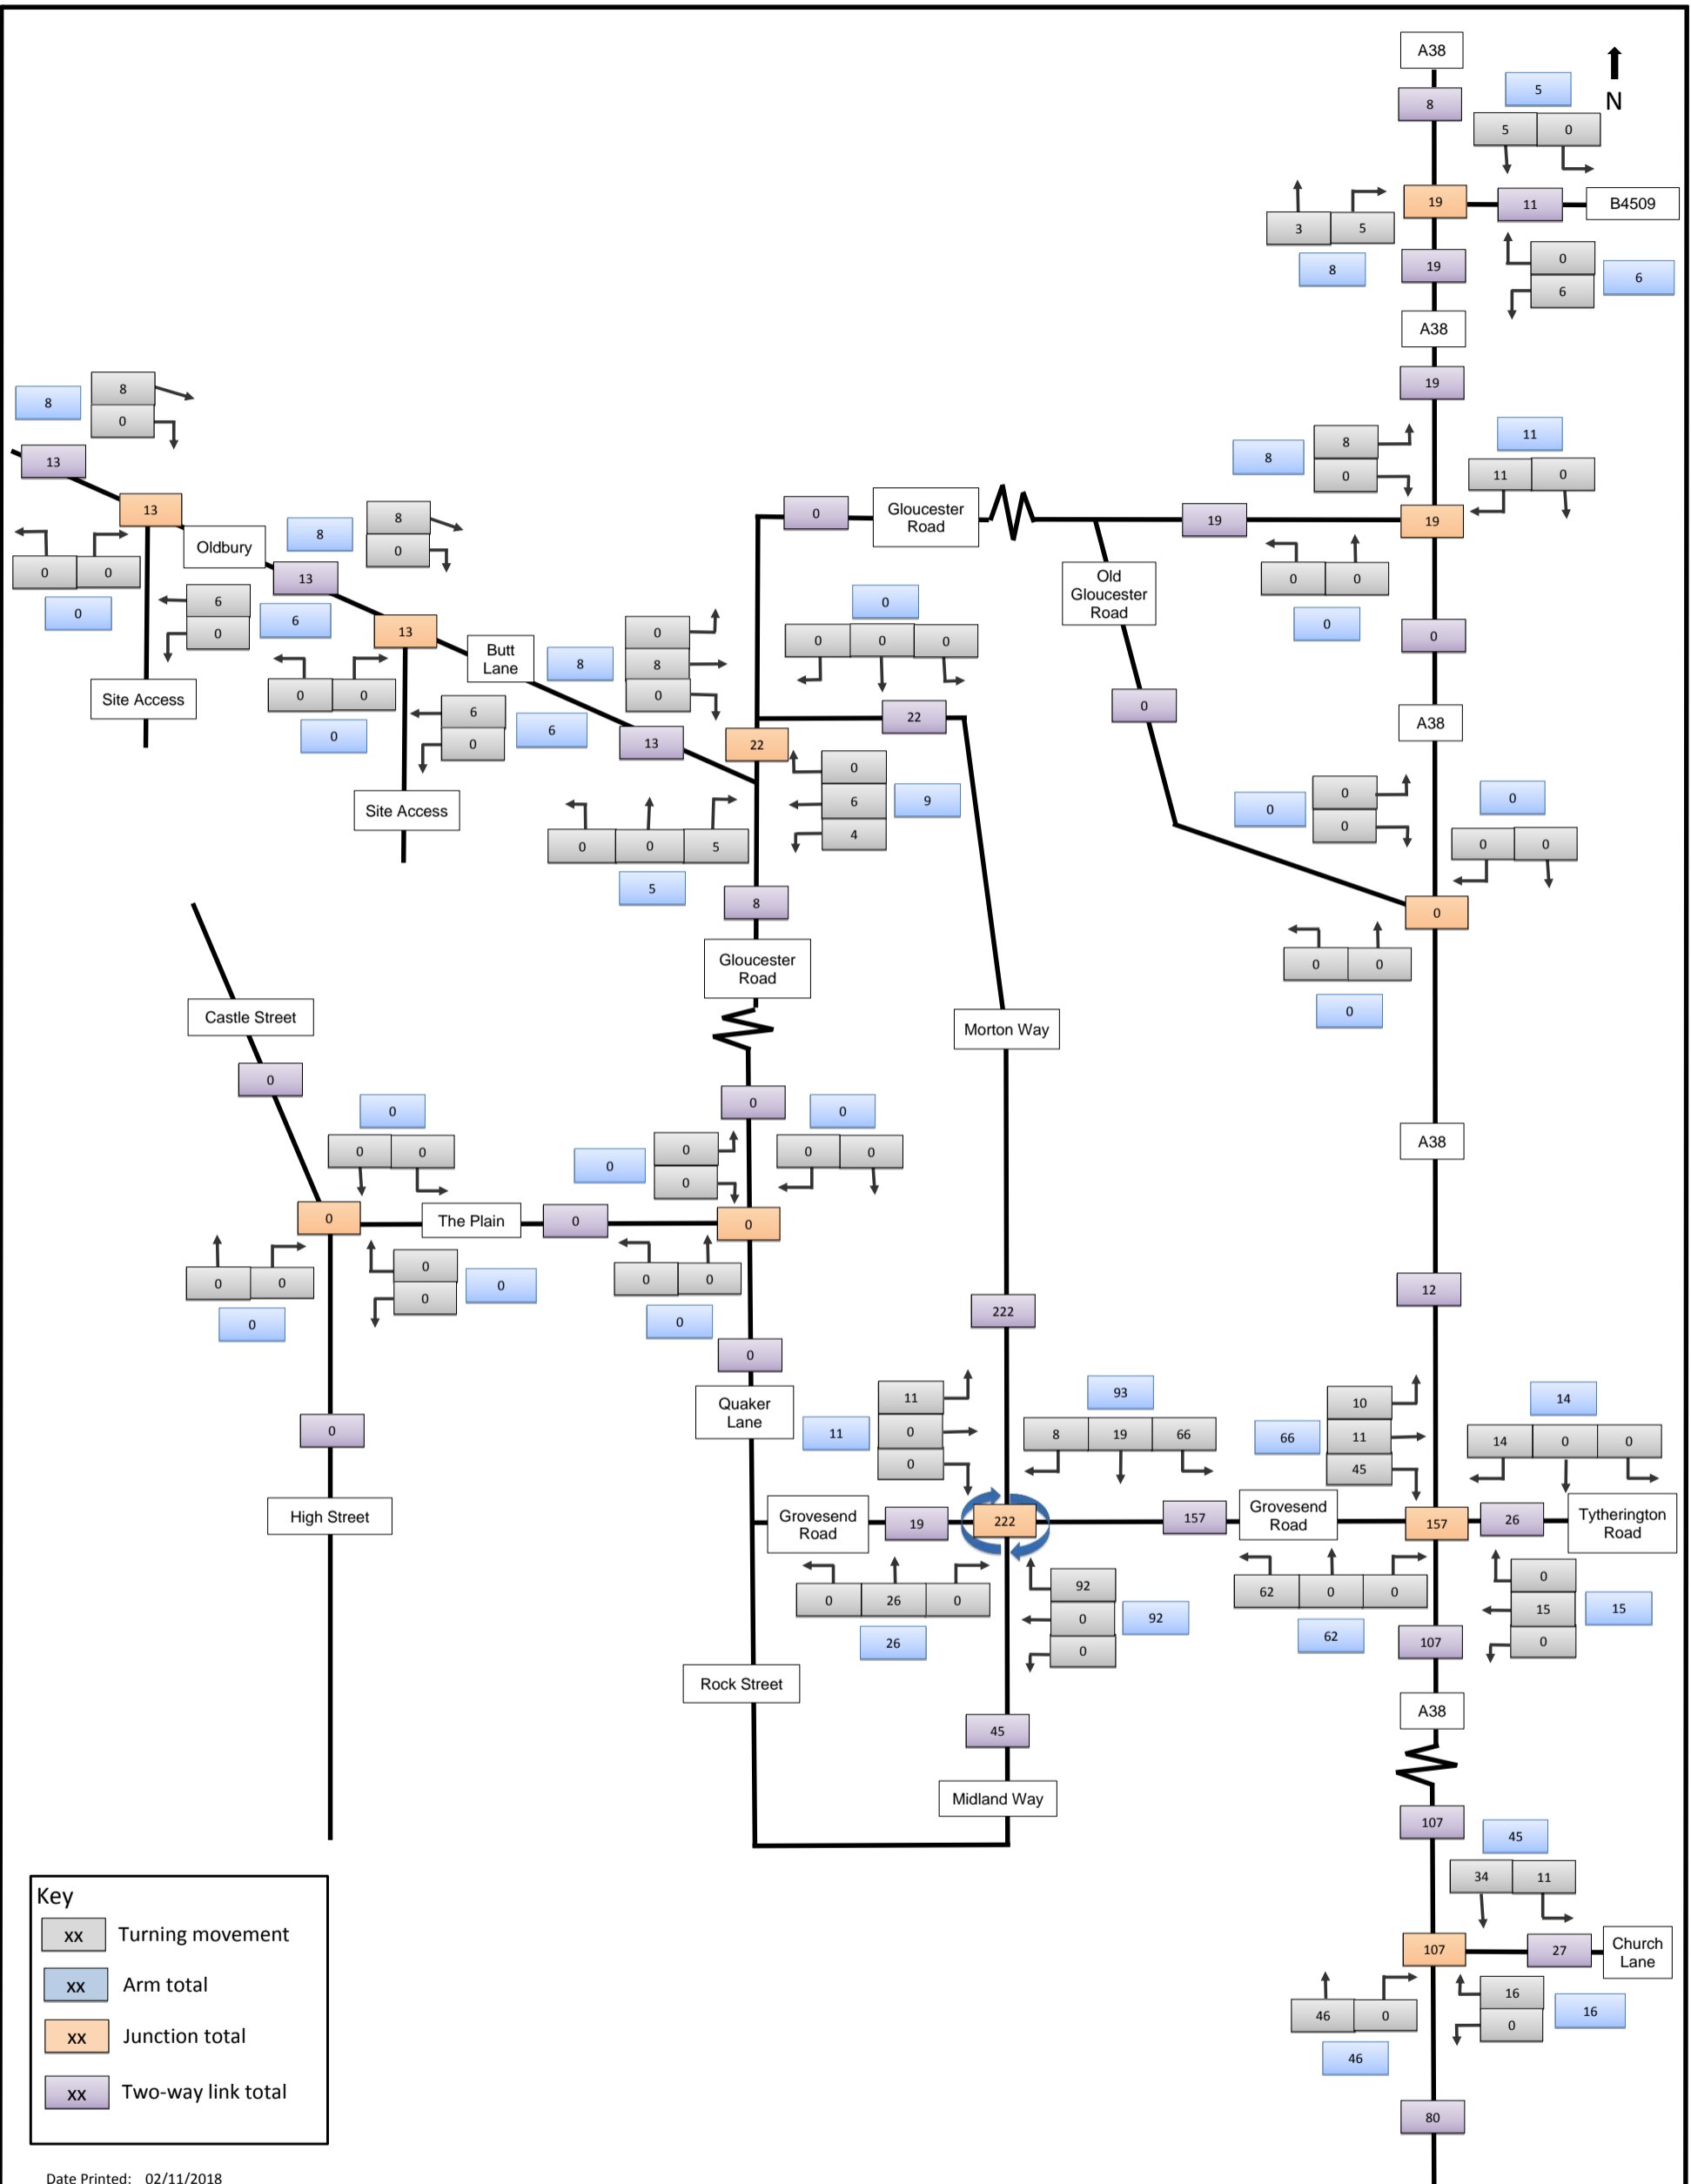 A38
8
5
N
5 0
19
11
B4509
3 5
8
19
0
6
6
A38
19
8
8
0
13
13
0 0
0
Oldbury
6
0
6
Site Access
8
8
0
13
13
0 0
0
Butt
Lane
6
0
6
Site Access
8
0
8
0
13
0
Gloucester
Road
0
0 0 0
22
22
0
6
4
9
0 0 5
5
8
Gloucester
Road
19
8
8
0
11
11 0
19
0 0
0
0
Old
Gloucester
Road
0
A38
0
0
0
0
0 0
0
0 0
0
Castle Street
0
0
0 0
0
0 0
0
The Plain
0
0
0
0
0
High Street
Morton Way
0
0
0
0
0
0 0
0
0 0
0
0
Quaker
Lane
A38
12
222
11
11
0
0
93
8 19 66
Grovesend
Road
19
222
157
Grovesend
Road
0 26 0
26
92
0
0
92
66
10
11
45
14
14 0 0
157
26
Tytherington
Road
62 0 0
62
0
15
0
15
107
Rock Street
A38
45
Midland Way
107
45
34 11
107
27
Church
Lane
46 0
46
16
0
16
80
Key
xx Turning movement
xx Arm total
xx Junction total
xx Two-way link total
Date Printed: 02/11/2018